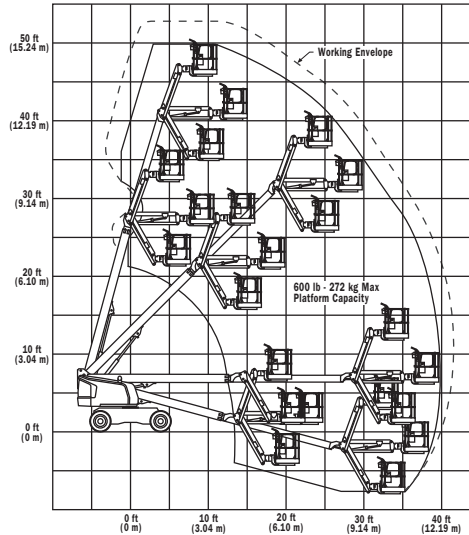 50 ft
(15.24 m)
Working Envelope
40 ft
(12.19 m)
30 ft
(9.14 m)
20 ft
(6.10 m)
600 lb - 272 kg Max
Platform Capacity
10 ft
(3.04 m)
0 ft
(0 m)
0 ft
(0 m)
10 ft
(3.04 m)
20 ft
(6.10 m)
30 ft
(9.14 m)
40 ft
(12.19 m)